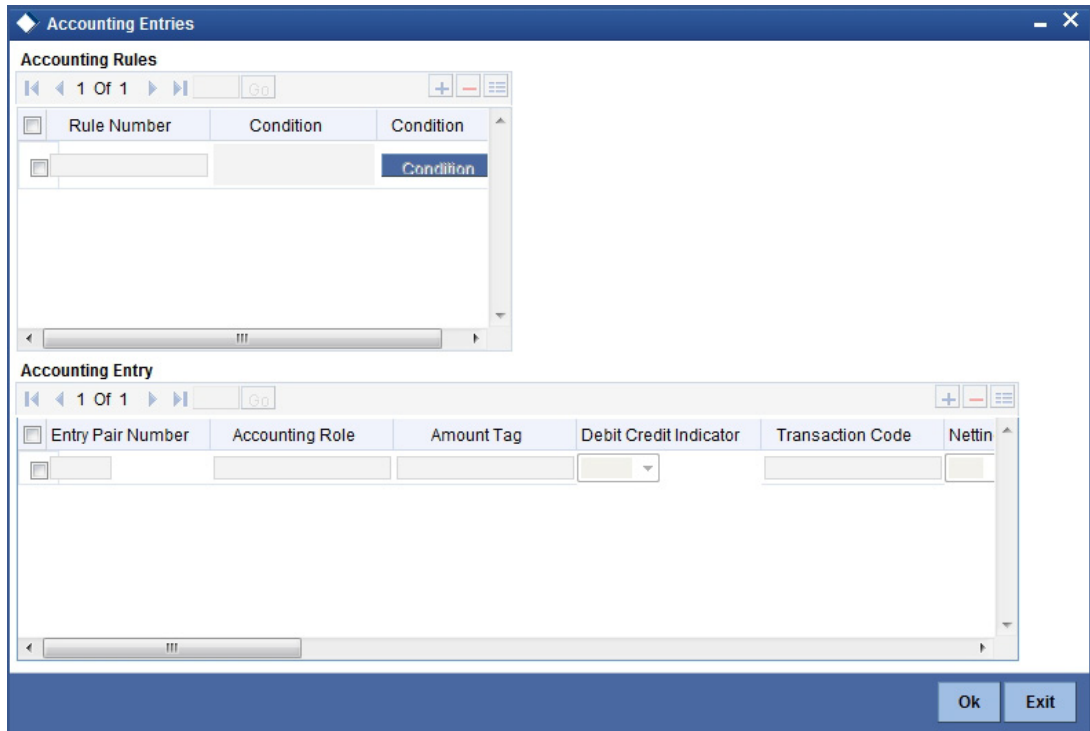 Accounting Entries
Accounting Rules
1 Of 1 Go
Rule Number Condition Condition
Condition
Accounting Entry
1 Of 1 Go
Entry Pair Number Accounting Role Amount Tag Debit Credit Indicator Transaction Code Nettin
Ok Exit